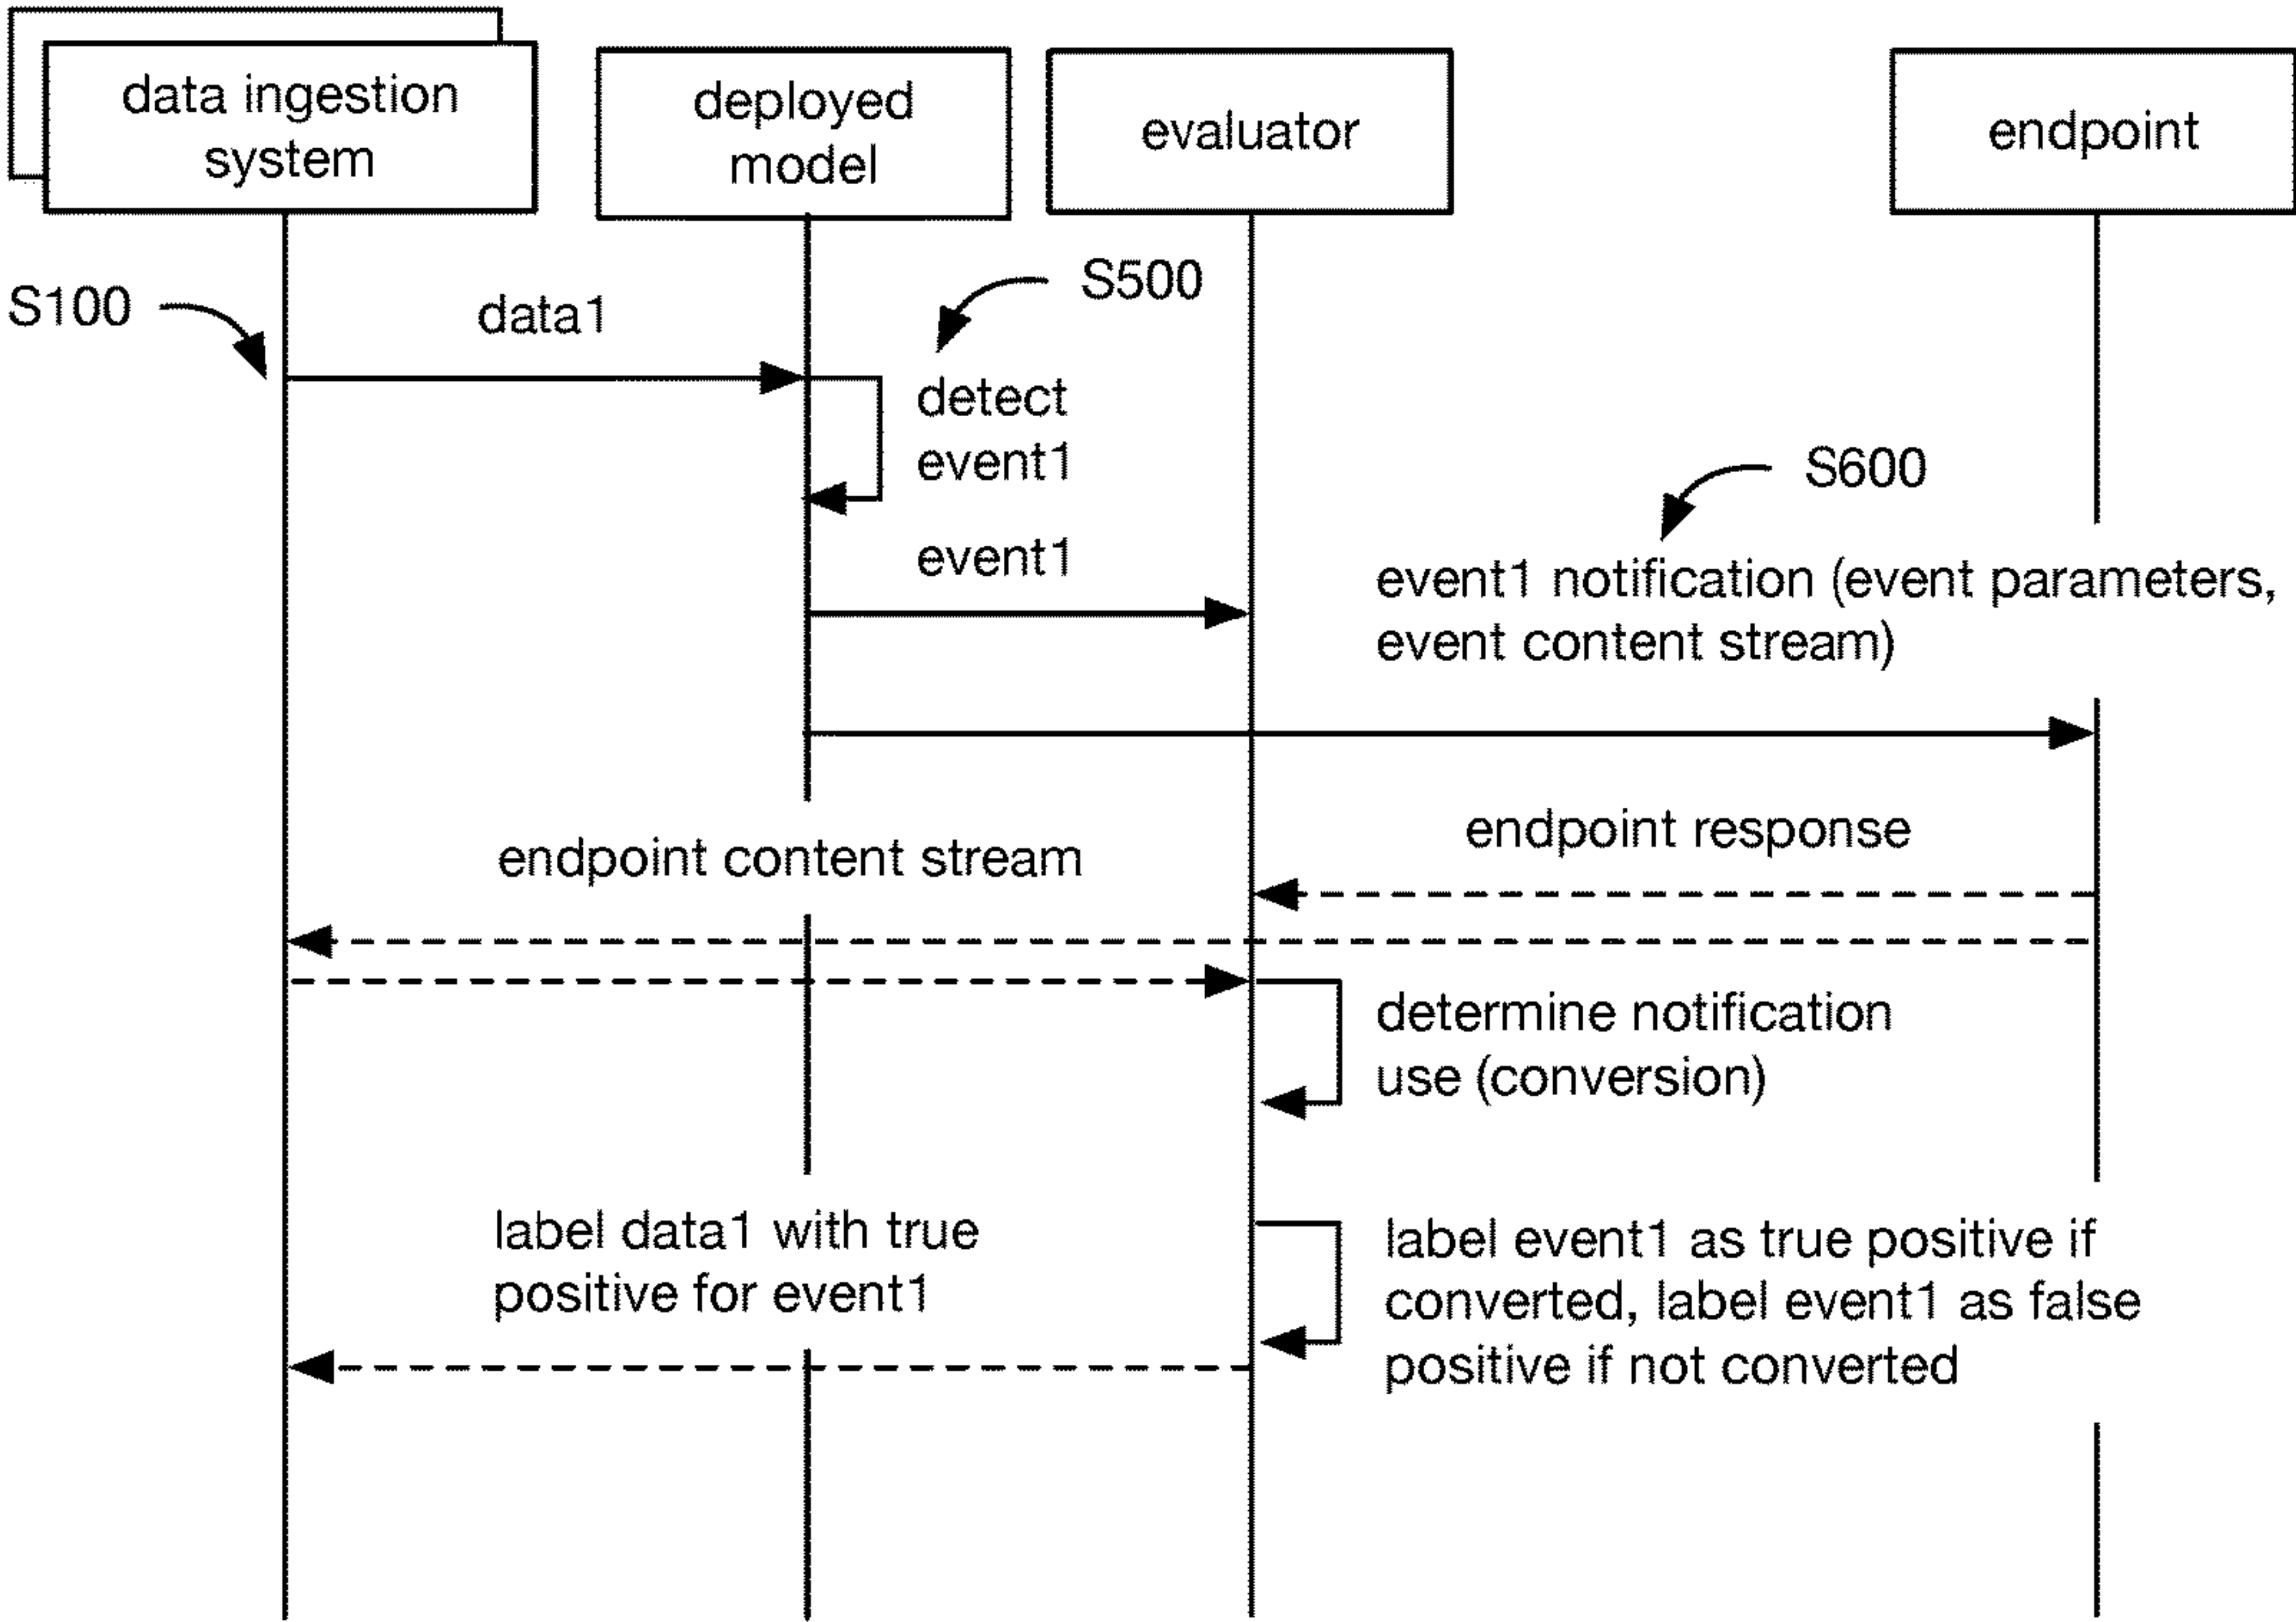 data ingestion
system
deployed
model
evaluator
endpoint
S100
data1
S500
detect
event1
S600
event1
event1 notification (event parameters,
event content stream)
endpoint response
endpoint content stream
determine notification
use (conversion)
label data1 with true
positive for event1
label event1 as true positive if
converted, label event1 as false
positive if not converted